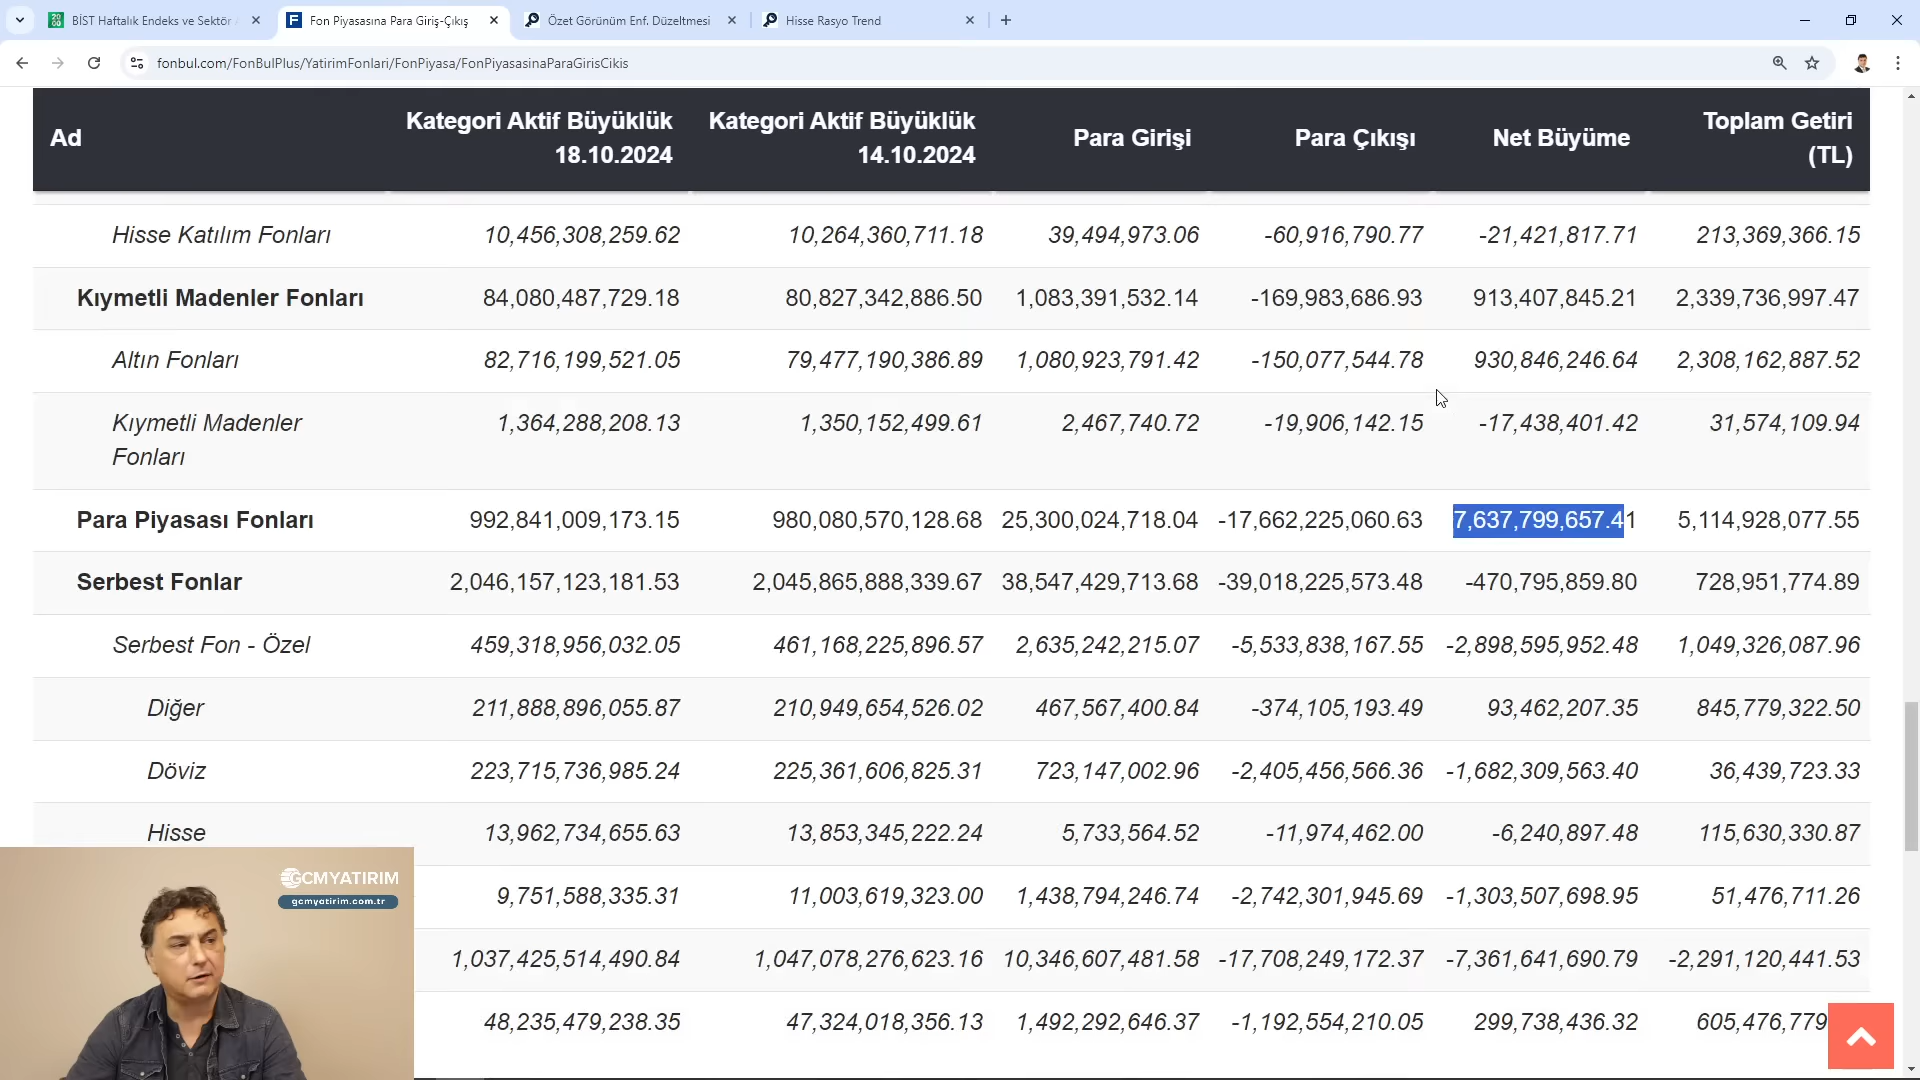 BİST Haftalık Endeks ve Sektör
Fon Piyasasına Para Giriş-Çıkış
Özet Görünüm Enf. Düzeltmesi
Hisse Rasyo Trend
fonbul.com/FonBulPlus/YatirimFonlari/FonPiyasa/FonPiyasasinaParaGirisCikis
Ad
Kategori Aktif Büyüklük
18.10.2024
Kategori Aktif Büyüklük
14.10.2024
Para Girişi
Para Çıkışı
Net Büyüme
Toplam Getiri
(TL)
Hisse Katılım Fonları 10,456,308,259.62 10,264,360,711.18 39,494,973.06 -60,916,790.77 -21,421,817.71 213,369,366.15
Kıymetli Madenler Fonları 84,080,487,729.18 80,827,342,886.50 1,083,391,532.14 -169,983,686.93 913,407,845.21 2,339,736,997.47
Altın Fonları 82,716,199,521.05 79,477,190,386.89 1,080,923,791.42 -150,077,544.78 930,846,246.64 2,308,162,887.52
Kıymetli Madenler 1,364,288,208.13 1,350,152,499.61 2,467,740.72 -19,906,142.15 -17,438,401.42 31,574,109.94
Fonları
Para Piyasası Fonları 992,841,009,173.15 980,080,570,128.68 25,300,024,718.04 -17,662,225,060.63 7,637,799,657.41 5,114,928,077.55
Serbest Fonlar 2,046,157,123,181.53 2,045,865,888,339.67 38,547,429,713.68 -39,018,225,573.48 -470,795,859.80 728,951,774.89
Serbest Fon - Özel 459,318,956,032.05 461,168,225,896.57 2,635,242,215.07 -5,533,838,167.55 -2,898,595,952.48 1,049,326,087.96
Diğer 211,888,896,055.87 210,949,654,526.02 467,567,400.84 -374,105,193.49 93,462,207.35 845,779,322.50
Döviz 223,715,736,985.24 225,361,606,825.31 723,147,002.96 -2,405,456,566.36 -1,682,309,563.40 36,439,723.33
Hisse 13,962,734,655.63 13,853,345,222.24 5,733,564.52 -11,974,462.00 -6,240,897.48 115,630,330.87
9,751,588,335.31 11,003,619,323.00 1,438,794,246.74 -2,742,301,945.69 -1,303,507,698.95 51,476,711.26
1,037,425,514,490.84 1,047,078,276,623.16 10,346,607,481.58 -17,708,249,172.37 -7,361,641,690.79 -2,291,120,441.53
48,235,479,238.35 47,324,018,356.13 1,492,292,646.37 -1,192,554,210.05 299,738,436.32 605,476,779
GCMYATIRIM
gcmyatirim.com.tr